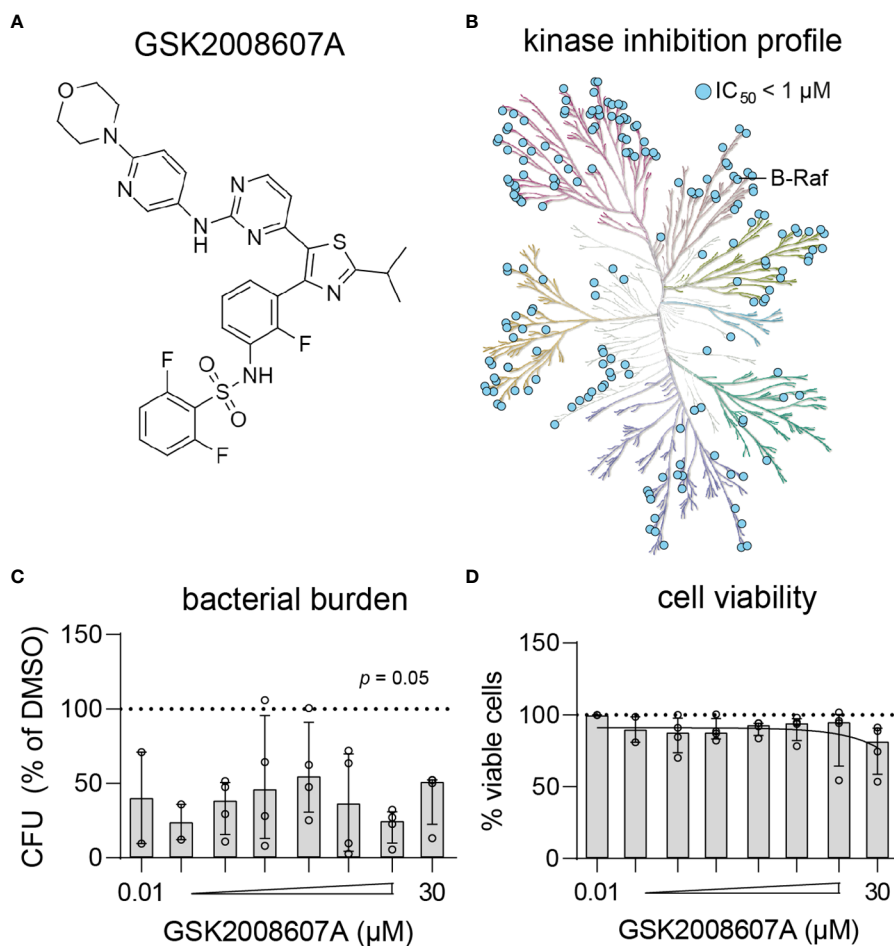 A
GSK2008607A
O
N
N
N
H
N
N
S
N
F
NH
O
S
O
F
F
B
kinase inhibition profile
IC50 < 1 µM
B-Raf
C
bacterial burden
CFU (% of DMSO)
150
100
50
0
p = 0.05
0.01
30
GSK2008607A (µM)
D
cell viability
% viable cells
150
100
50
0
0.01
30
GSK2008607A (µM)